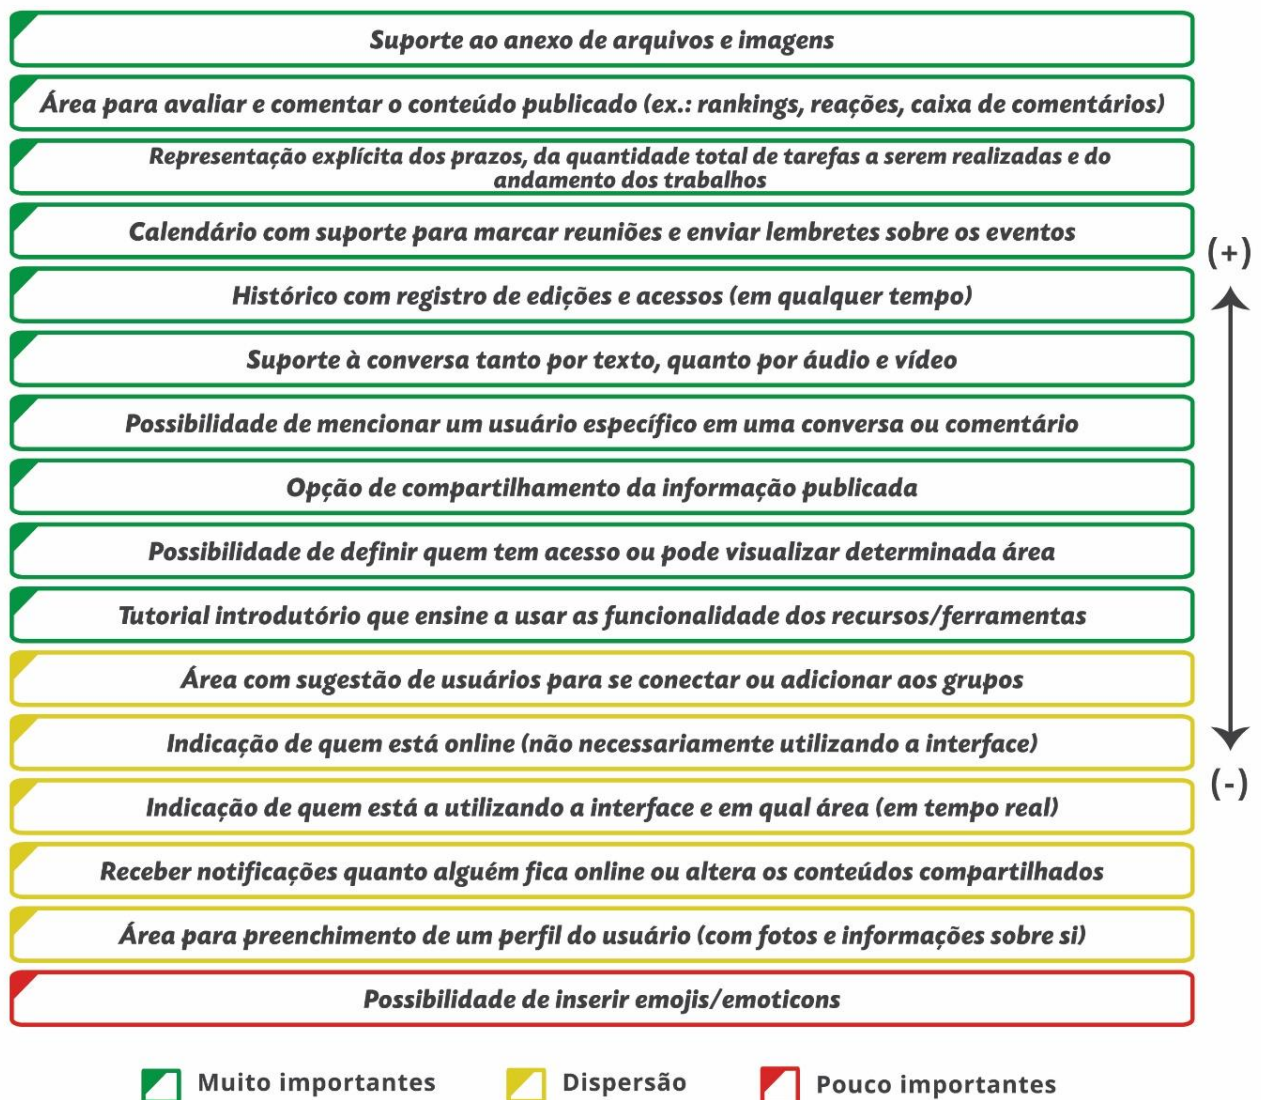 Suporte ao anexo de arquivos e imagens
Área para avaliar e comentar o conteúdo publicado (ex.: rankings, reações, caixa de comentários)
Representação explícita dos prazos, da quantidade total de tarefas a serem realizadas e do
andamento dos trabalhos
Calendário com suporte para marcar reuniões e enviar lembretes sobre os eventos
(+)
Histórico com registro de edições e acessos (em qualquer tempo)
Suporte à conversa tanto por texto, quanto por áudio e vídeo
Possibilidade de mencionar um usuário específico em uma conversa ou comentário
Opção de compartilhamento da informação publicada
Possibilidade de definir quem tem acesso ou pode visualizar determinada área
Tutorial introdutório que ensine a usar as funcionalidade dos recursos/ferramentas
Área com sugestão de usuários para se conectar ou adicionar aos grupos
Indicação de quem está online (não necessariamente utilizando a interface)
(-)
Indicação de quem está a utilizando a interface e em qual área (em tempo real)
Receber notificações quanto alguém fica online ou altera os conteúdos compartilhados
Área para preenchimento de um perfil do usuário (com fotos e informações sobre si)
Possibilidade de inserir emojis/emoticons
Muito importantes
Dispersão
Pouco importantes